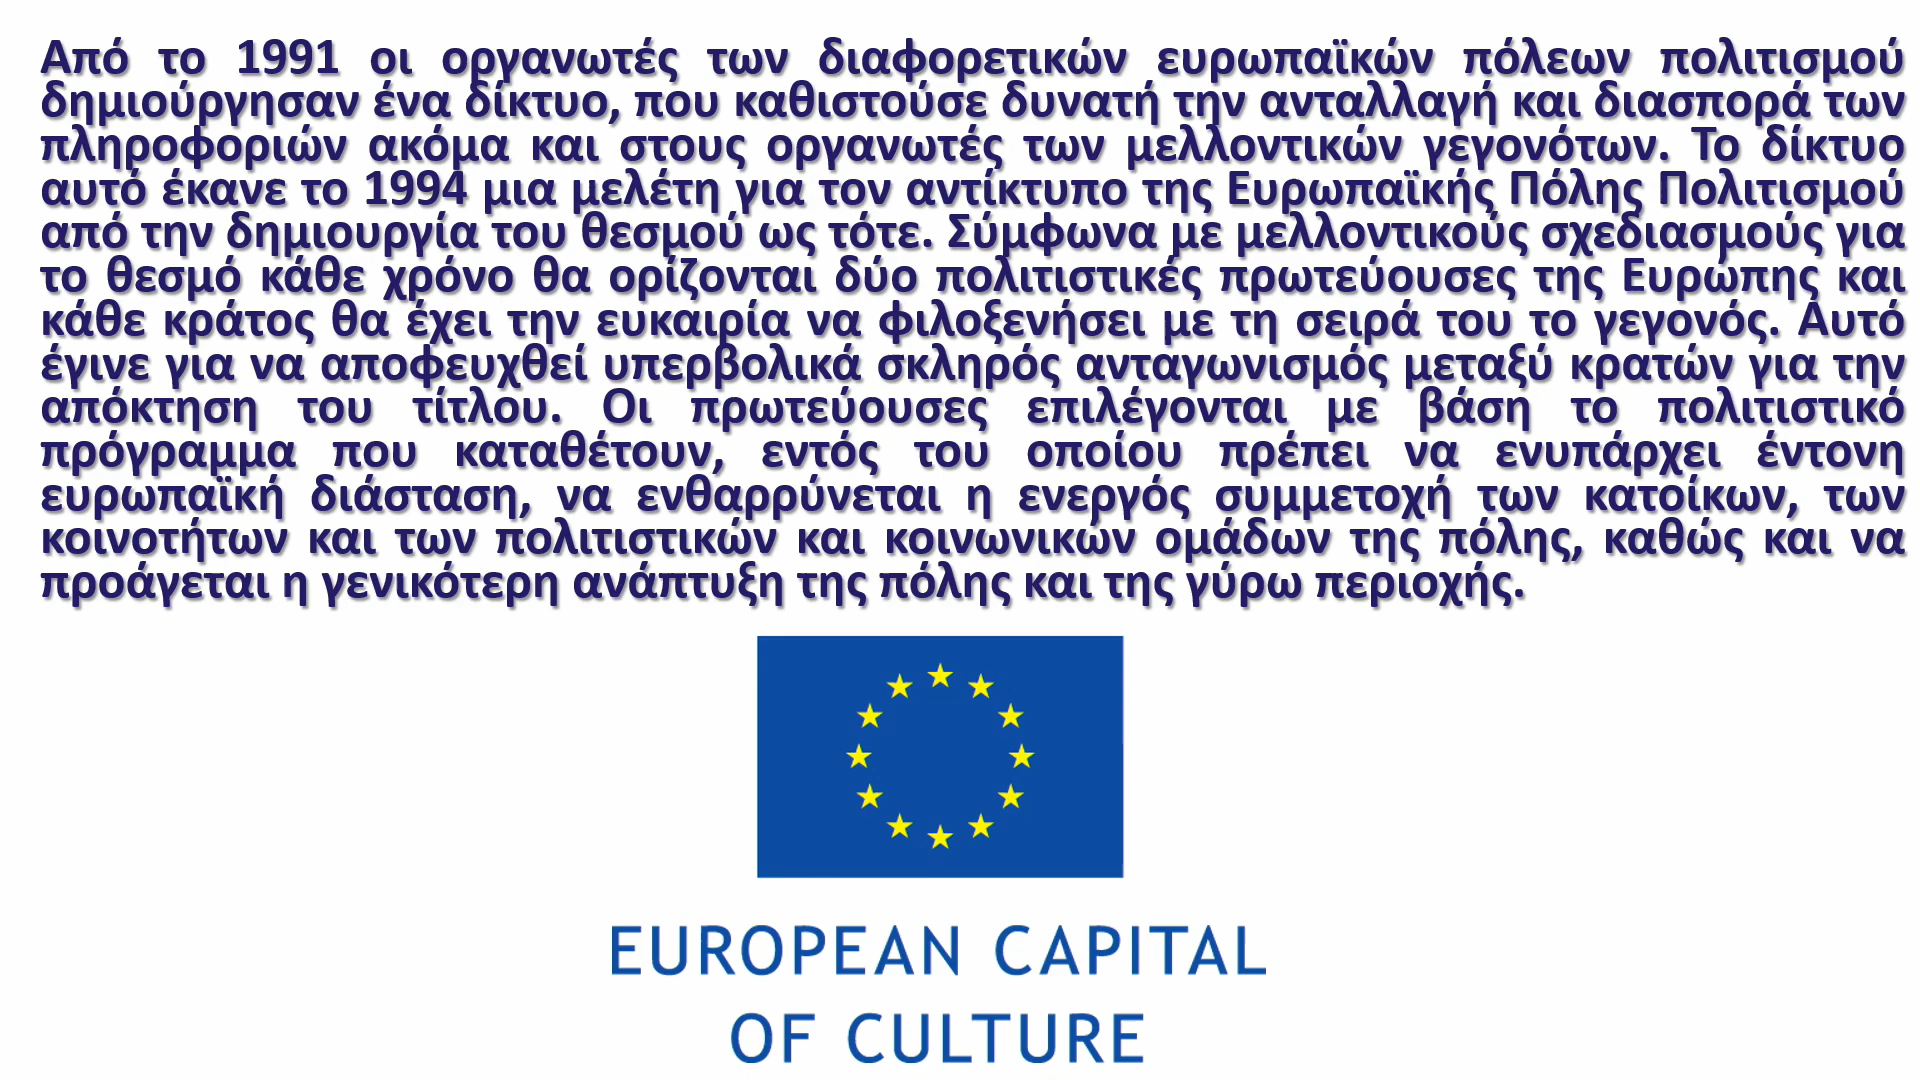 Από το 1991 οι οργανωτές των διαφορετικών ευρωπαϊκών πόλεων πολιτισμού
δημιούργησαν ένα δίκτυο, που καθιστούσε δυνατή την ανταλλαγή και διασπορά των
πληροφοριών ακόμα και στους οργανωτές των μελλοντικών γεγονότων. Το δίκτυο
αυτό έκανε το 1994 μια μελέτη για τον αντίκτυπο της Ευρωπαϊκής Πόλης Πολιτισμού
από την δημιουργία του θεσμού ως τότε. Σύμφωνα με μελλοντικούς σχεδιασμούς για
το θεσμό κάθε χρόνο θα ορίζονται δύο πολιτιστικές πρωτεύουσες της Ευρώπης και
κάθε κράτος θα έχει την ευκαιρία να φιλοξενήσει με τη σειρά του το γεγονός. Αυτό
έγινε για να αποφευχθεί υπερβολικά σκληρός ανταγωνισμός μεταξύ κρατών για την
απόκτηση του τίτλου. Οι πρωτεύουσες επιλέγονται με βάση το πολιτιστικό
πρόγραμμα που καταθέτουν, εντός του οποίου πρέπει να ενυπάρχει έντονη
ευρωπαϊκή διάσταση, να ενθαρρύνεται η ενεργός συμμετοχή των κατοίκων, των
κοινοτήτων και των πολιτιστικών και κοινωνικών ομάδων της πόλης, καθώς και να
προάγεται η γενικότερη ανάπτυξη της πόλης και της γύρω περιοχής.
EUROPEAN CAPITAL
OF CULTURE